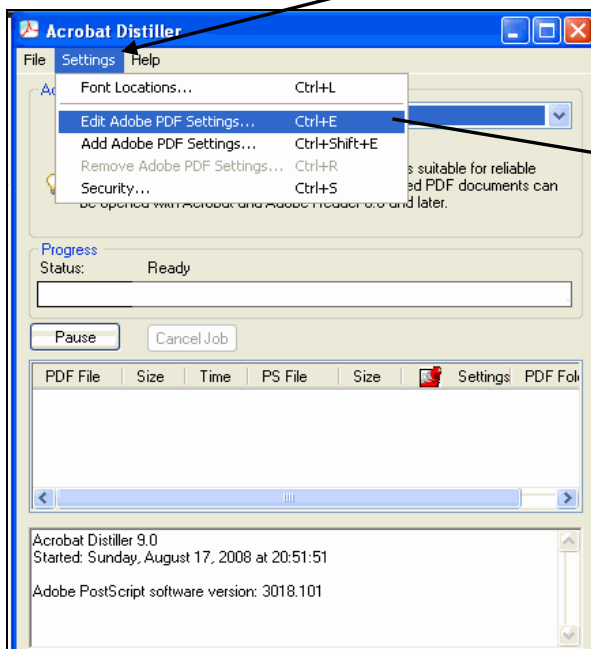 Acrobat Distiller
File Settings Help
Font Locations... Ctrl+L
Edit Adobe PDF Settings... Ctrl+E
Add Adobe PDF Settings... Ctrl+Shift+E
Remove Adobe PDF Settings... Ctrl+R
s suitable for reliable
Security... Ctrl+S
ed PDF documents can
be opened with Acrobat and Adobe Reader and later.
Progress
Status: Ready
Pause Cancel Job
PDF File Size Time PS File Size Settings PDF Fol
Acrobat Distiller 9.0
Started: Sunday, August 17, 2008 at 20:51:51
Adobe PostScript software version: 3018.101